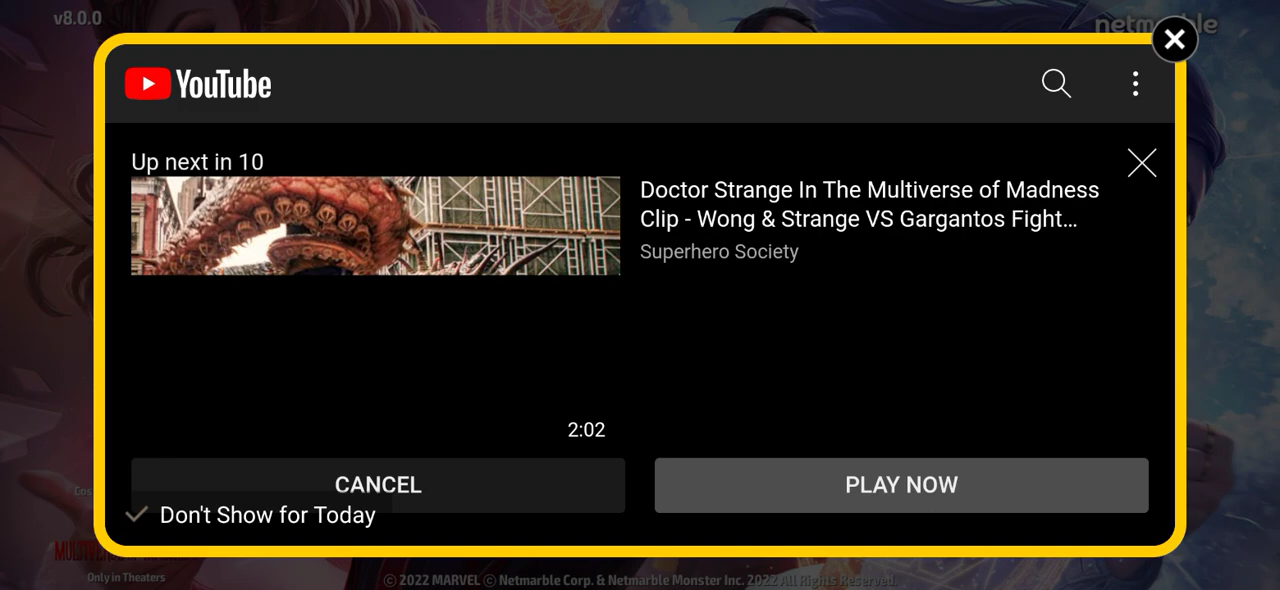 v8.0.0
netmarble
YouTube
Up next in 10
Doctor Strange In The Multiverse of Madness
Clip - Wong & Strange VS Gargantos Fight...
Superhero Society
2:02
CANCEL
PLAY NOW
Don't Show for Today
Only in Theaters
© 2022 MARVEL © Netmarble Corp. & Netmarble Monster Inc. 2022 All Rights Reserved.